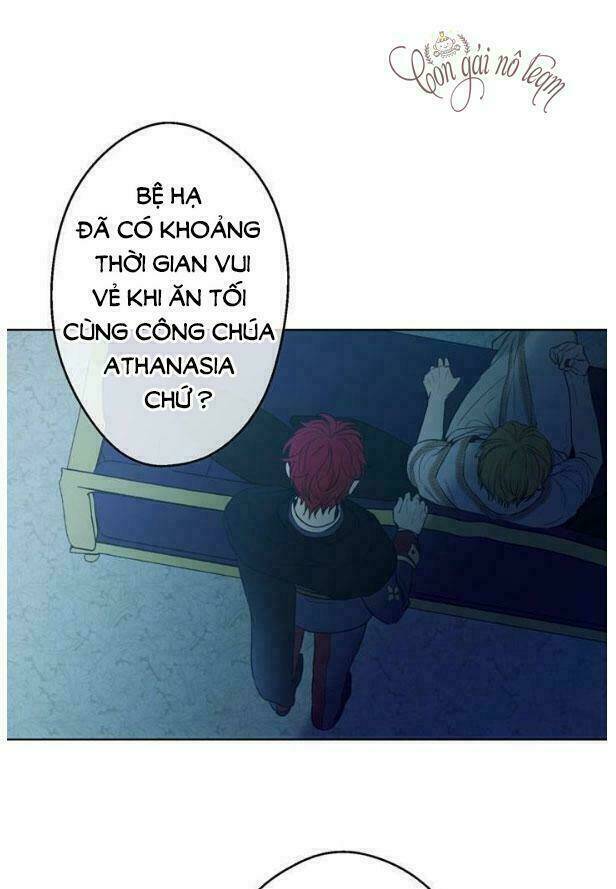 Con gái nô team
BỆ HẠ
ĐÃ CÓ KHOẢNG
THỜI GIAN VUI
VẺ KHI ĂN TỐI
CÙNG CÔNG CHÚA
ATHANASIA
CHỨ?